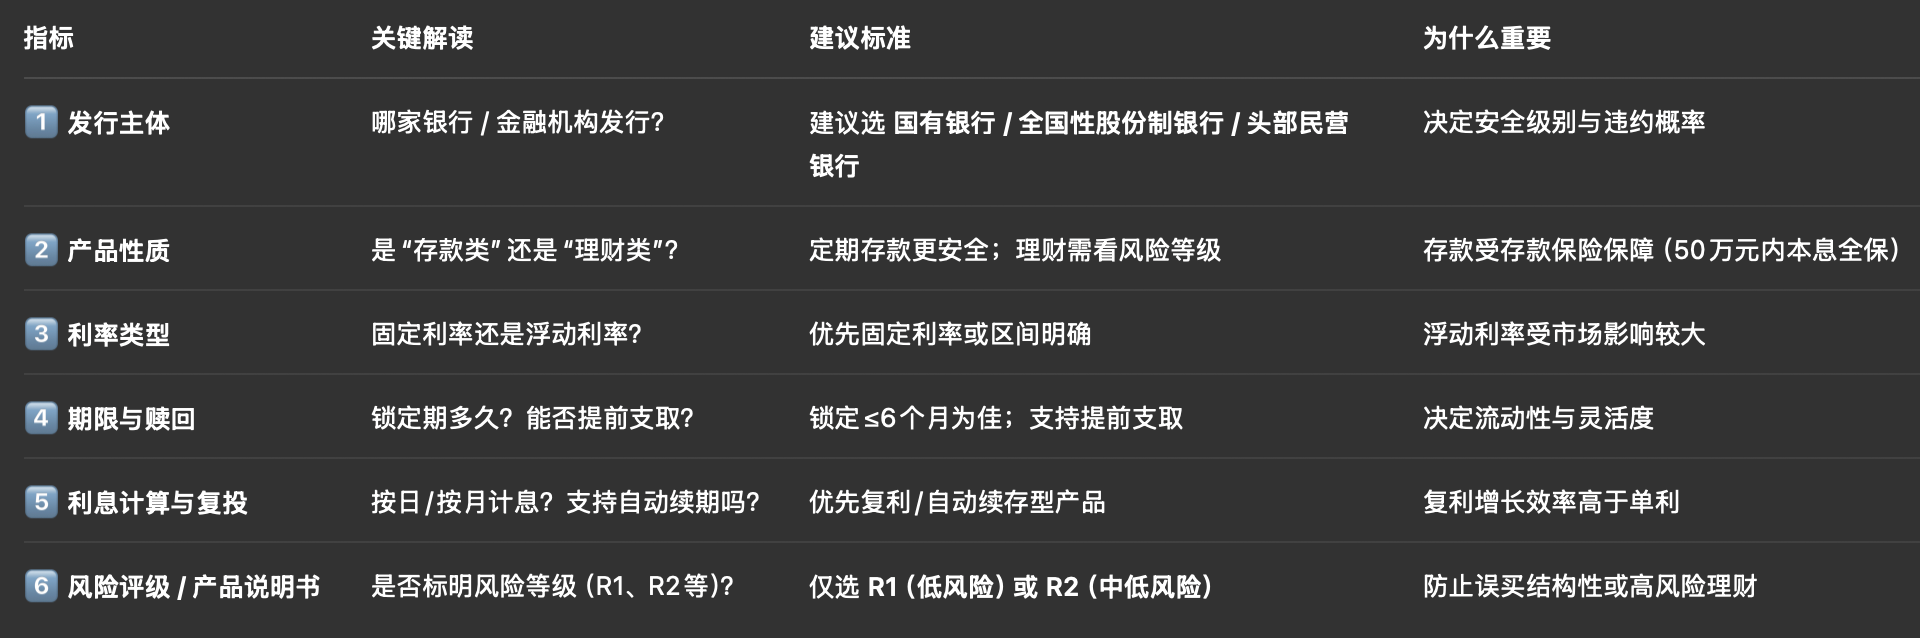 指标 关键解读 建议标准 为什么重要
1 发行主体 哪家银行 / 金融机构发行？ 建议选 国有银行 / 全国性股份制银行 / 头部民营 决定安全级别与违约概率
银行
2 产品性质 是“存款类”还是“理财类”？ 定期存款更安全；理财需看风险等级 存款受存款保险保障（50万元内本息全保）
3 利率类型 固定利率还是浮动利率？ 优先固定利率或区间明确 浮动利率受市场影响较大
4 期限与赎回 锁定期多久？能否提前支取？ 锁定≤6个月为佳；支持提前支取 决定流动性与灵活度
5 利息计算与复投 按日/按月计息？支持自动续期吗？ 优先复利/自动续存型产品 复利增长效率高于单利
6 风险评级 / 产品说明书 是否标明风险等级（R1、R2等）？ 仅选 R1（低风险）或 R2（中低风险） 防止误买结构性或高风险理财